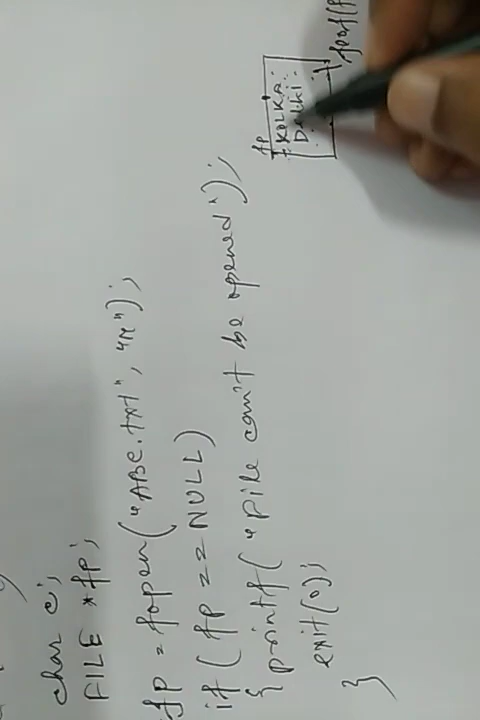 char c;
FILE *fp;
fp = fopen("ABC.txt", "r");
if (fp == NULL)
{ printf("File can't be opened");
exit(0);
}
fp
KOLKA
Delhi